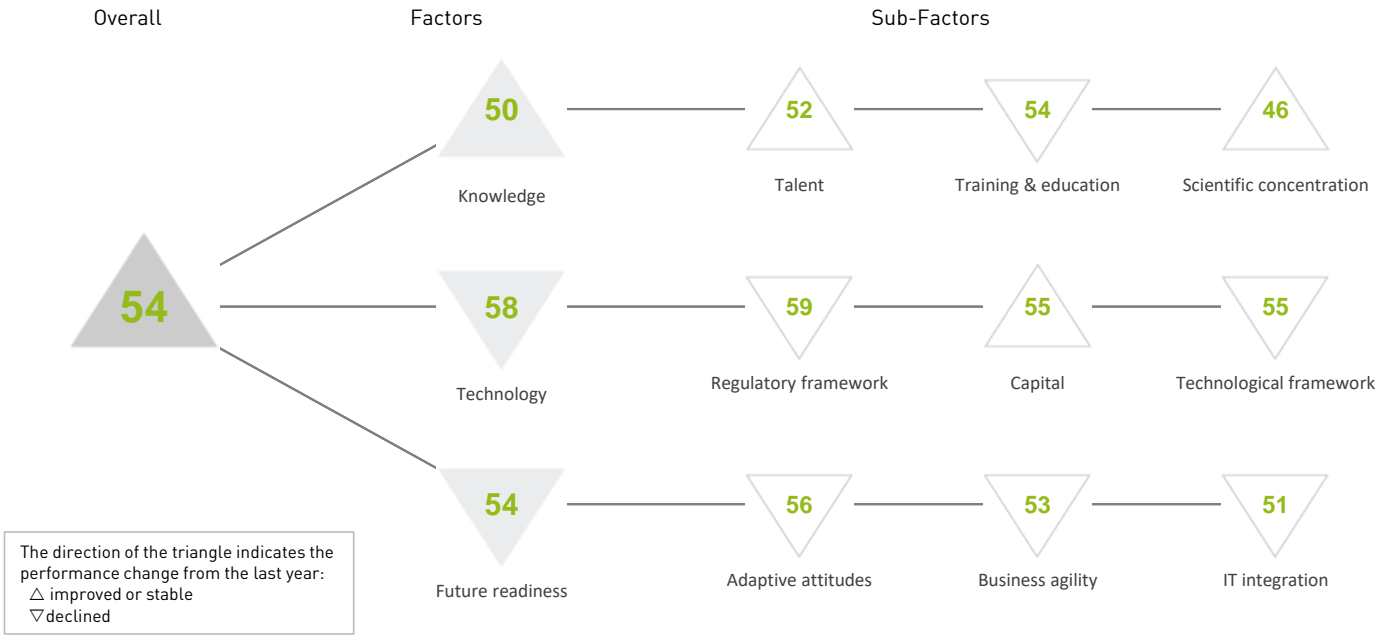 Overall
Factors
Sub-Factors
50
52
54
46
Knowledge
Talent
Training & education
Scientific concentration
54
58
59
55
55
Technology
Regulatory framework
Capital
Technological framework
54
56
53
51
Future readiness
Adaptive attitudes
Business agility
IT integration
The direction of the triangle indicates the
performance change from the last year:
△ improved or stable
▽ declined